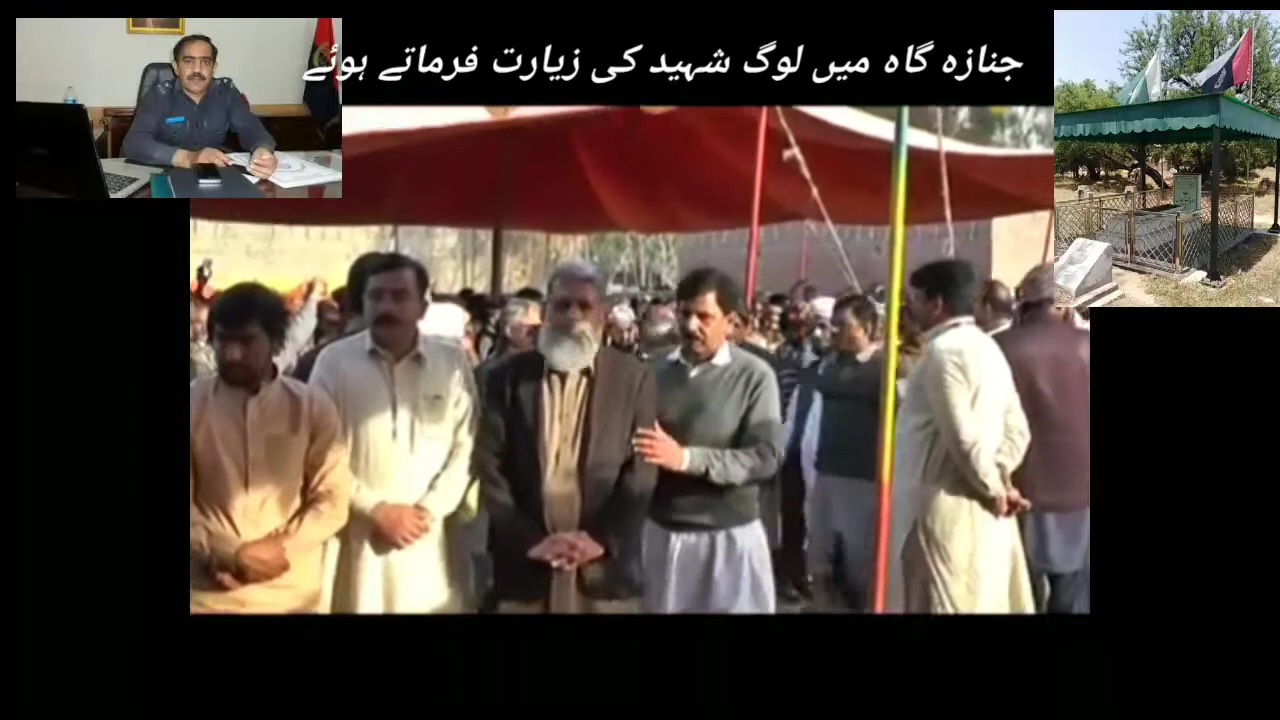 جنازہ گاہ میں لوگ شہید کی زیارت فرماتے ہوئے